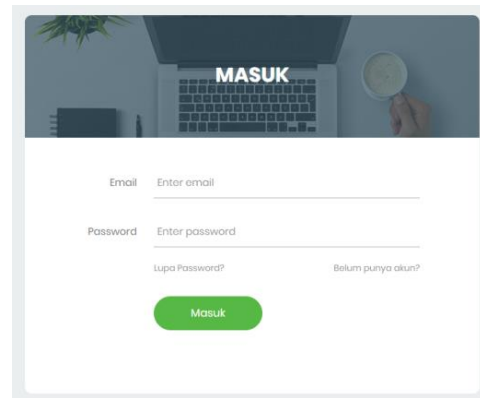 MASUK
Email Enter email
Password Enter password
Lupa Password? Belum punya akun?
Masuk